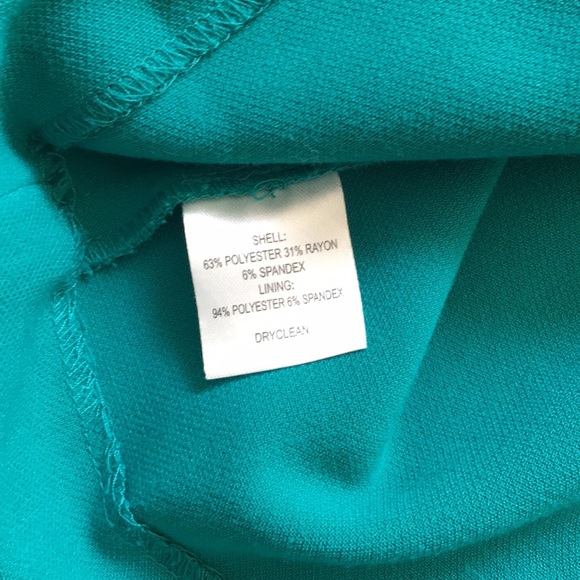 SHELL:
63% POLYESTER 31% RAYON
6% SPANDEX
LINING:
94% POLYESTER 6% SPANDEX
DRYCLEAN